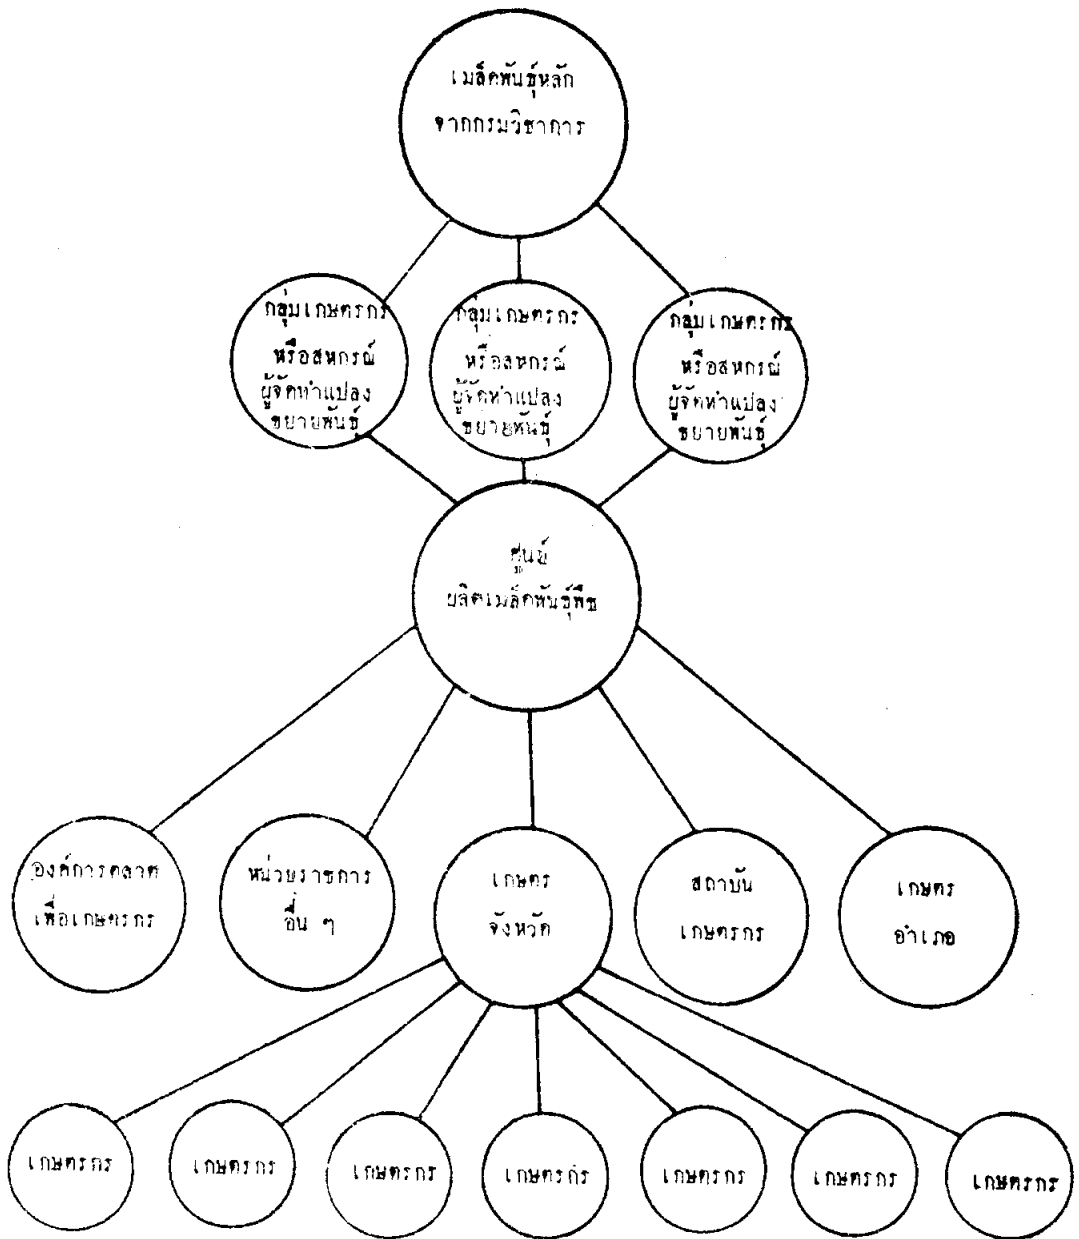 เมล็ดพันธุ์หลัก
จากกรมวิชาการ
กลุ่มเกษตรกร
หรือสหกรณ์
ผู้จัดทำแปลง
ขยายพันธุ์
กลุ่มเกษตรกร
หรือสหกรณ์
ผู้จัดทำแปลง
ขยายพันธุ์
กลุ่มเกษตรกร
หรือสหกรณ์
ผู้จัดทำแปลง
ขยายพันธุ์
ศูนย์
ผลิตเมล็ดพันธุ์พืช
องค์การตลาด
เพื่อเกษตรกร
หน่วยราชการ
อื่น ๆ
เกษตร
จังหวัด
สถาบัน
เกษตรกร
เกษตร
อำเภอ
เกษตรกร
เกษตรกร
เกษตรกร
เกษตรกร
เกษตรกร
เกษตรกร
เกษตรกร